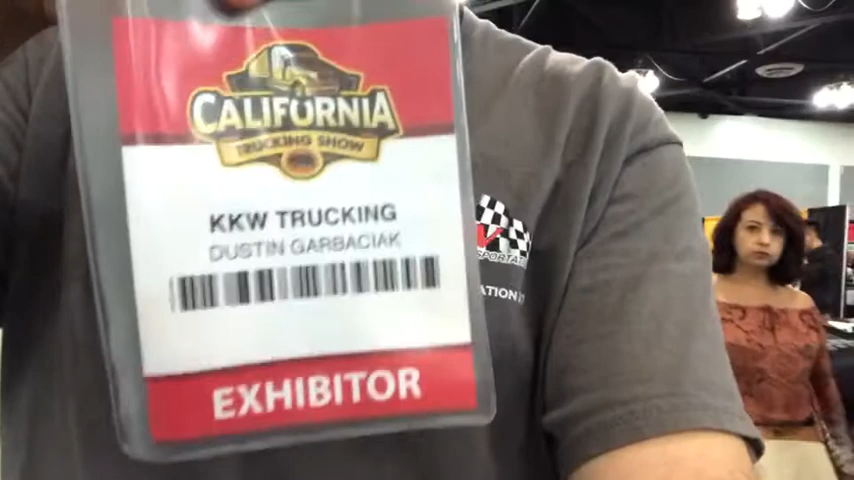 CALIFORNIA
TRUCKING SHOW
KKW TRUCKING
DUSTIN GARBACIAK
EXHIBITOR